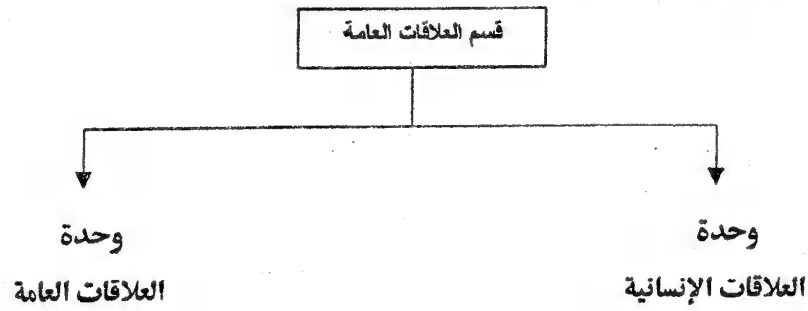 قسم العلاقات العامة
وحدة
العلاقات الإنسانية
وحدة
العلاقات العامة